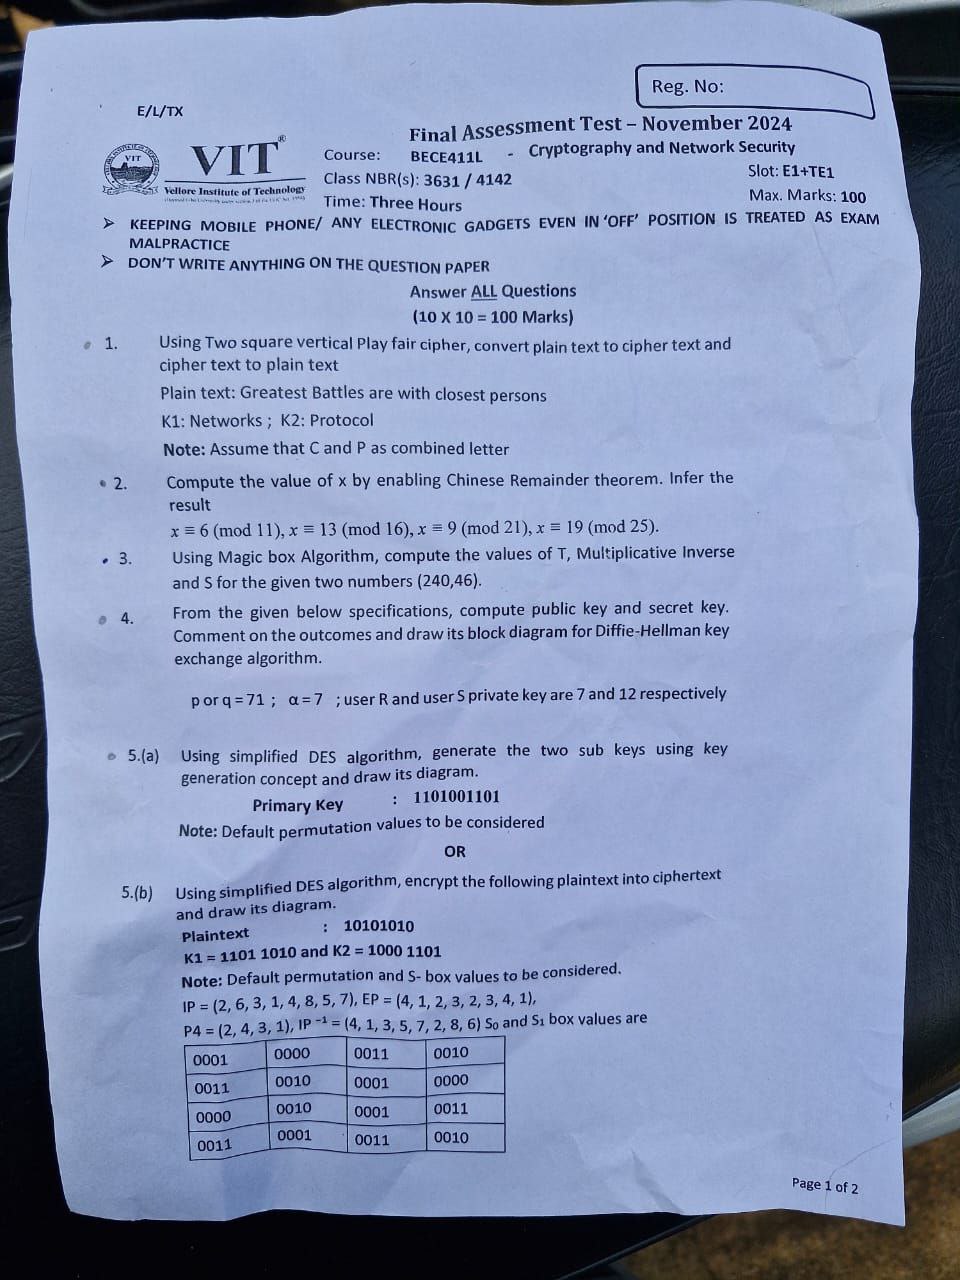 Reg. No:
E/L/TX
Final Assessment Test – November 2024
VIT®
VIT
Vellore Institute of Technology
Course: BECE411L - Cryptography and Network Security
Class NBR(s): 3631 / 4142
Slot: E1+TE1
Time: Three Hours
Max. Marks: 100
➢ KEEPING MOBILE PHONE/ ANY ELECTRONIC GADGETS EVEN IN ‘OFF’ POSITION IS TREATED AS EXAM
MALPRACTICE
➢ DON’T WRITE ANYTHING ON THE QUESTION PAPER
Answer ALL Questions
(10 X 10 = 100 Marks)
1. Using Two square vertical Play fair cipher, convert plain text to cipher text and
cipher text to plain text
Plain text: Greatest Battles are with closest persons
K1: Networks ; K2: Protocol
Note: Assume that C and P as combined letter
2. Compute the value of x by enabling Chinese Remainder theorem. Infer the
result
x ≡ 6 (mod 11), x ≡ 13 (mod 16), x ≡ 9 (mod 21), x ≡ 19 (mod 25).
3. Using Magic box Algorithm, compute the values of T, Multiplicative Inverse
and S for the given two numbers (240,46).
4. From the given below specifications, compute public key and secret key.
Comment on the outcomes and draw its block diagram for Diffie-Hellman key
exchange algorithm.
p or q = 71 ; α = 7 ; user R and user S private key are 7 and 12 respectively
5.(a) Using simplified DES algorithm, generate the two sub keys using key
generation concept and draw its diagram.
Primary Key : 1101001101
Note: Default permutation values to be considered
OR
5.(b) Using simplified DES algorithm, encrypt the following plaintext into ciphertext
and draw its diagram.
Plaintext : 10101010
K1 = 1101 1010 and K2 = 1000 1101
Note: Default permutation and S- box values to be considered.
IP = (2, 6, 3, 1, 4, 8, 5, 7), EP = (4, 1, 2, 3, 2, 3, 4, 1),
P4 = (2, 4, 3, 1), IP ⁻¹ = (4, 1, 3, 5, 7, 2, 8, 6) S₀ and S₁ box values are
0001 0000 0011 0010
0011 0010 0001 0000
0000 0010 0001 0011
0011 0001 0011 0010
Page 1 of 2